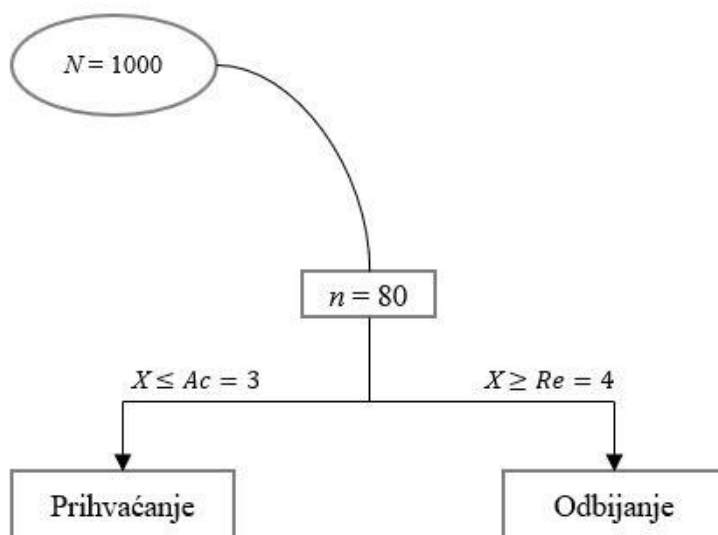 N = 1000
n = 80
X ≤ Ac = 3
X ≥ Re = 4
Prihvaćanje
Odbijanje